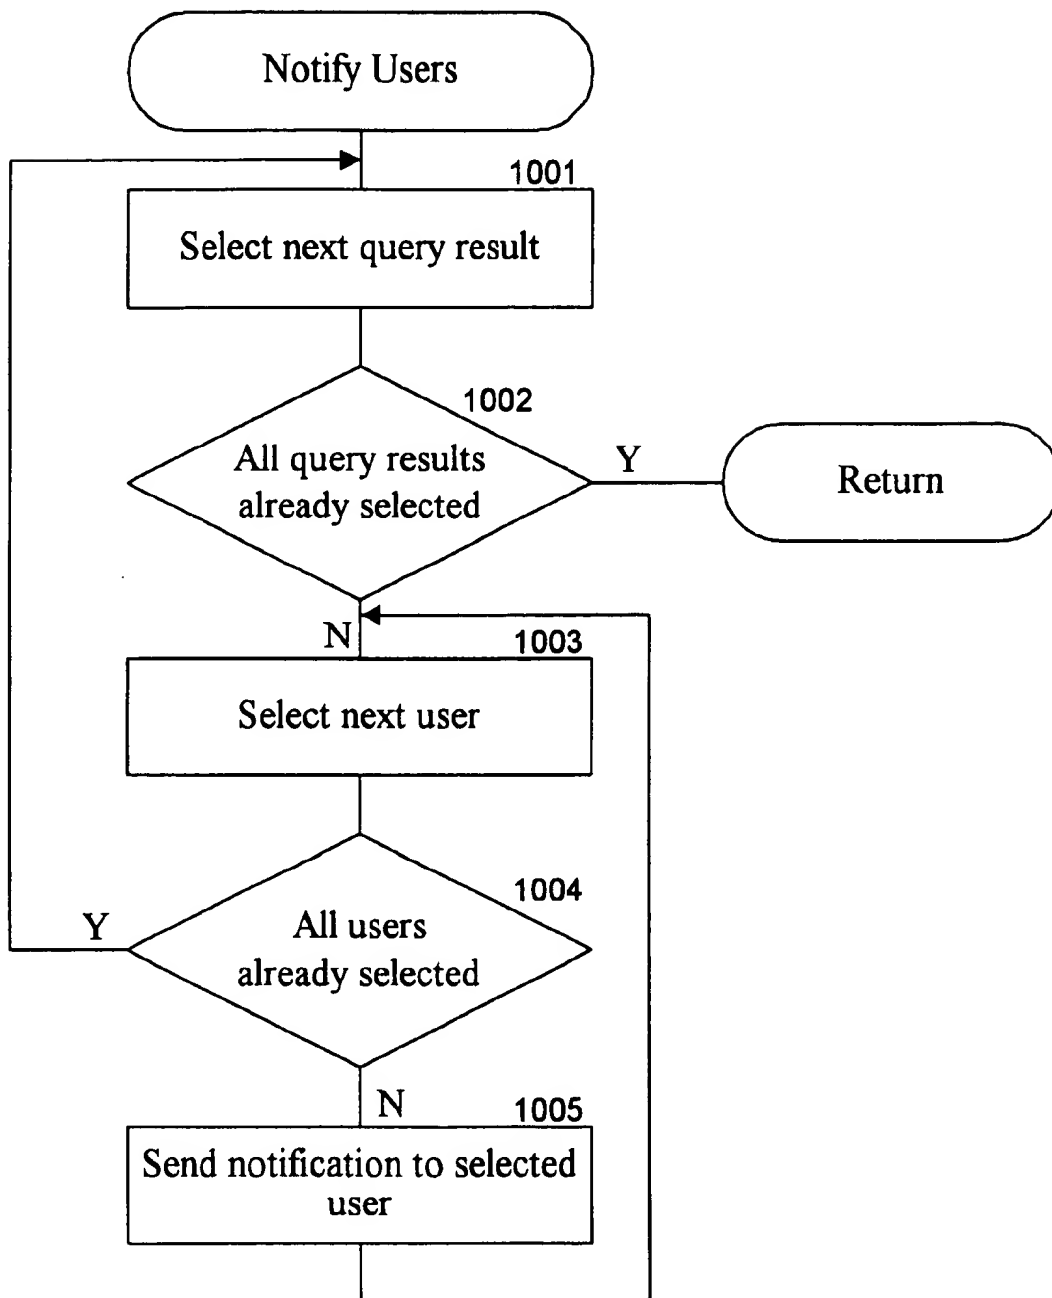 Notify Users
1001
Select next query result
1002
All query results
already selected
Y
Return
N
1003
Select next user
1004
Y
All users
already selected
N
1005
Send notification to selected
user